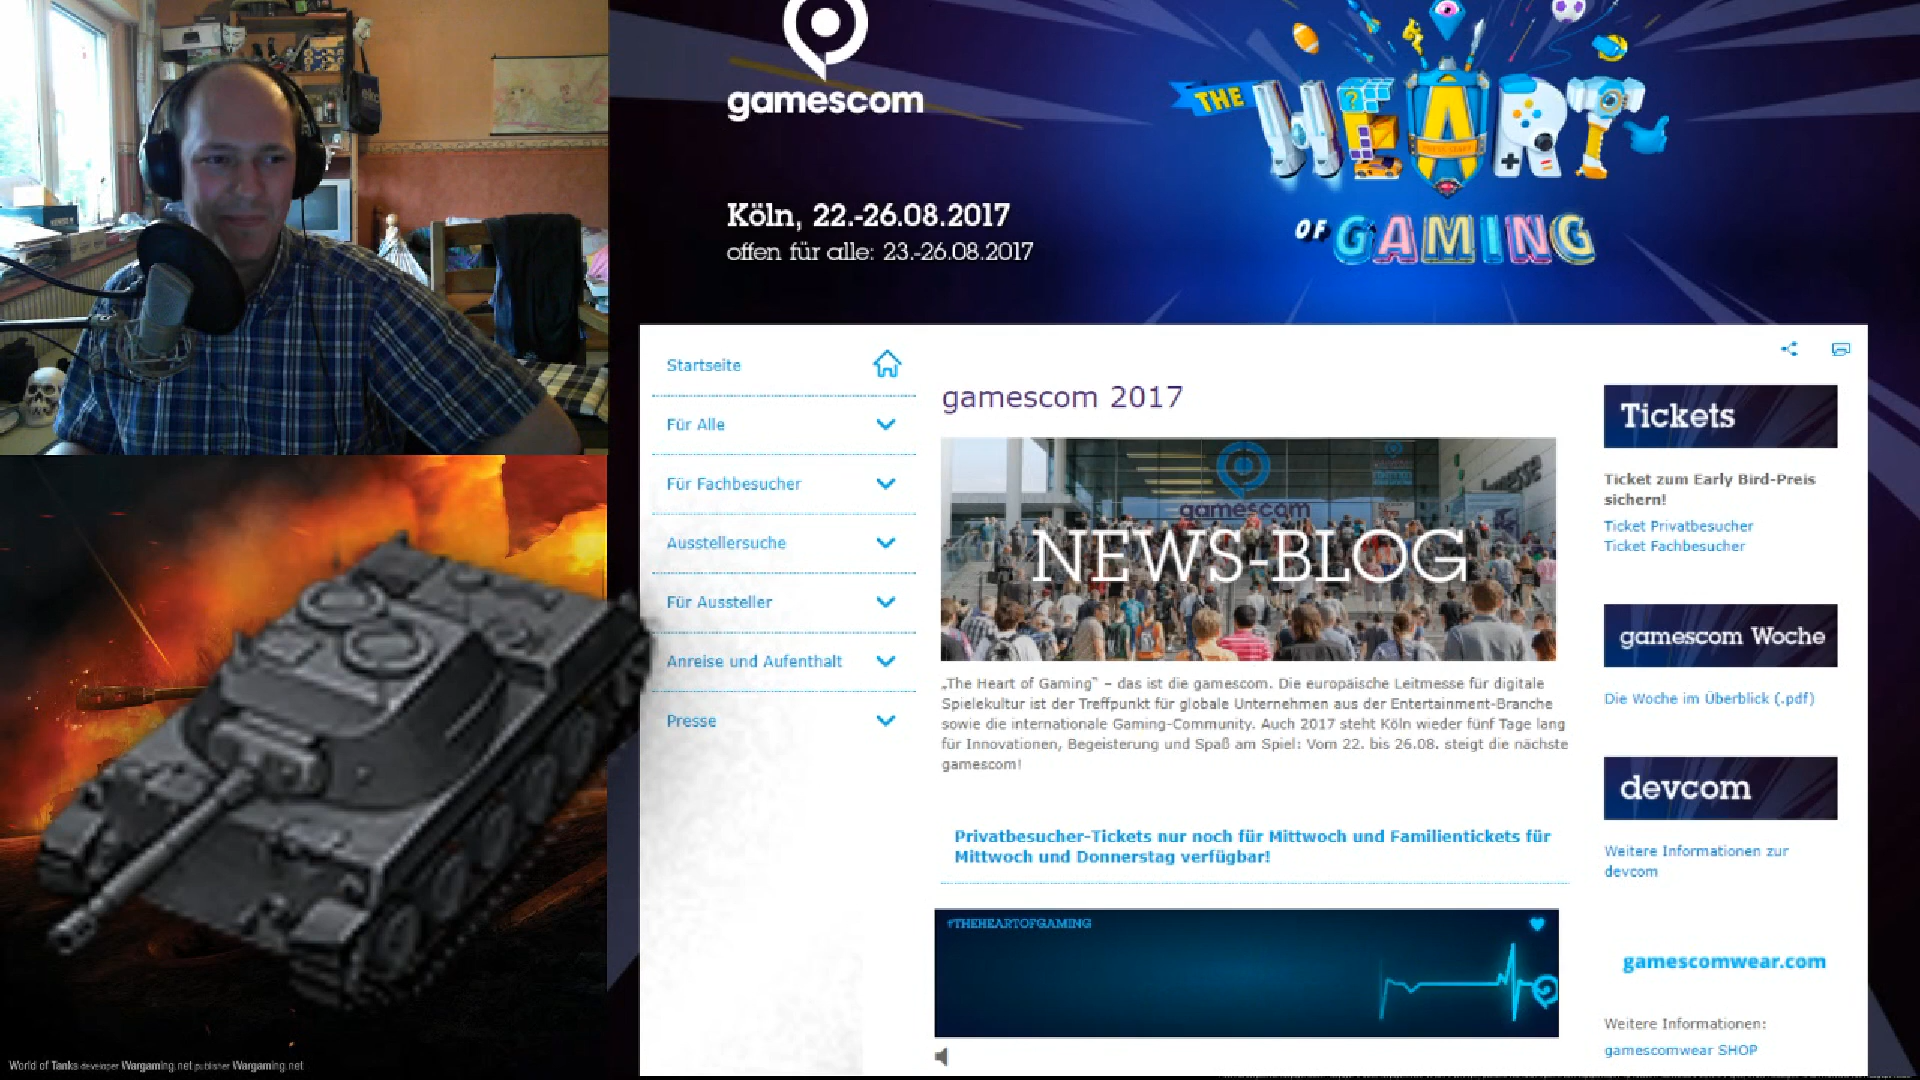 gamescom
THE HEART
OF GAMING
Köln, 22.-26.08.2017
offen für alle: 23.-26.08.2017
Startseite
Für Alle
Für Fachbesucher
Ausstellersuche
Für Aussteller
Anreise und Aufenthalt
Presse
gamescom 2017
gamescom
NEWS-BLOG
„The Heart of Gaming“ – das ist die gamescom. Die europäische Leitmesse für digitale
Spielekultur ist der Treffpunkt für globale Unternehmen aus der Entertainment-Branche
sowie die internationale Gaming-Community. Auch 2017 steht Köln wieder fünf Tage lang
für Innovationen, Begeisterung und Spaß am Spiel: Vom 22. bis 26.08. steigt die nächste
gamescom!
Privatbesucher-Tickets nur noch für Mittwoch und Familientickets für
Mittwoch und Donnerstag verfügbar!
#THEHEARTOFGAMING
Tickets
Ticket zum Early Bird-Preis
sichern!
Ticket Privatbesucher
Ticket Fachbesucher
gamescom Woche
Die Woche im Überblick (.pdf)
devcom
Weitere Informationen zur
devcom
gamescomwear.com
Weitere Informationen:
gamescomwear SHOP
World of Tanks developer Wargaming.net publisher Wargaming.net